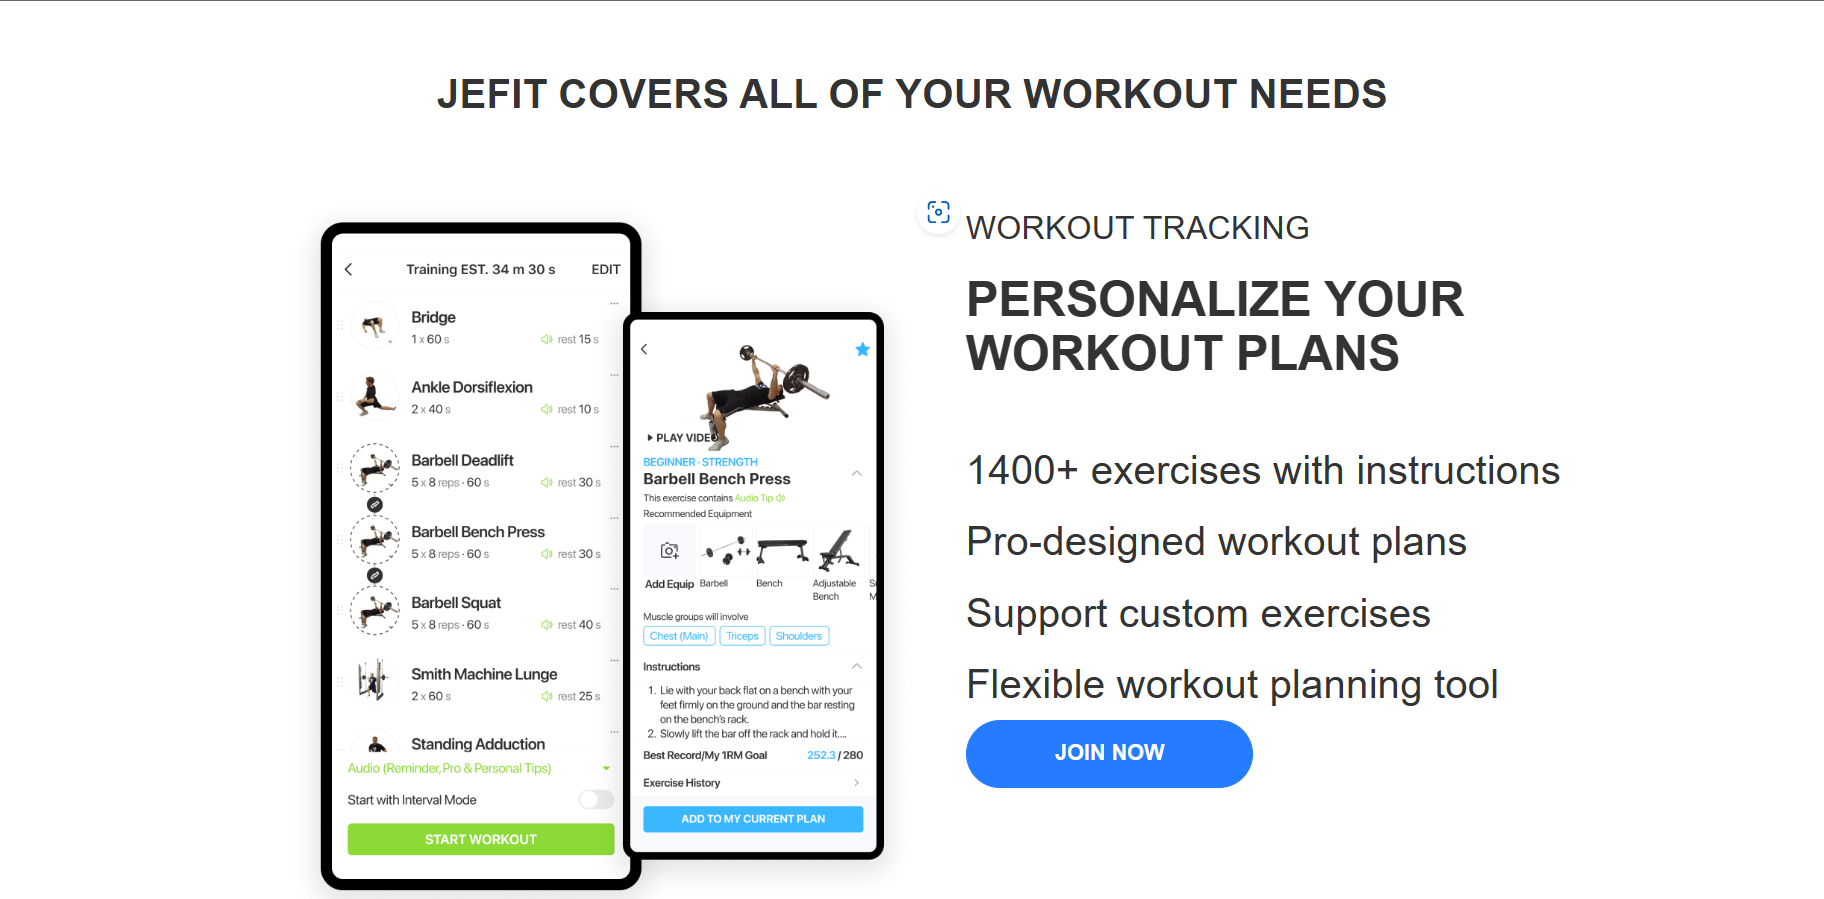 JEFIT COVERS ALL OF YOUR WORKOUT NEEDS
Training EST. 34 m 30 s
EDIT
Bridge
1 x 60 s
rest 15 s
Ankle Dorsiflexion
2 x 40 s
rest 10 s
Barbell Deadlift
5 x 8 reps · 60 s
rest 30 s
Barbell Bench Press
5 x 8 reps · 60 s
rest 30 s
Barbell Squat
5 x 8 reps · 60 s
rest 40 s
Smith Machine Lunge
2 x 60 s
rest 25 s
Standing Adduction
Audio (Reminder, Pro & Personal Tips)
Start with Interval Mode
START WORKOUT
PLAY VIDEO
BEGINNER · STRENGTH
Barbell Bench Press
This exercise contains Audio Tip
Recommended Equipment
Add Equip
Barbell
Bench
Adjustable
Bench
Muscle groups will involve
Chest (Main)
Triceps
Shoulders
Instructions
1. Lie with your back flat on a bench with your
feet firmly on the ground and the bar resting
on the bench's rack.
2. Slowly lift the bar off the rack and hold it....
Best Record/My 1RM Goal
252.3 / 280
Exercise History
ADD TO MY CURRENT PLAN
WORKOUT TRACKING
PERSONALIZE YOUR
WORKOUT PLANS
1400+ exercises with instructions
Pro-designed workout plans
Support custom exercises
Flexible workout planning tool
JOIN NOW